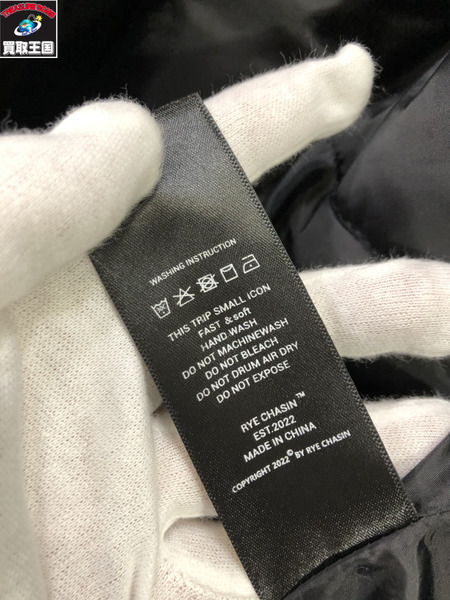 TREASURE KINGDOM
買取王国
WASHING INSTRUCTION
THIS TRIP SMALL ICON
FAST & soft
HAND WASH
DO NOT MACHINEWASH
DO NOT BLEACH
DO NOT DRUM AIR DRY
DO NOT EXPOSE
RYE CHASIN™
EST.2022
MADE IN CHINA
COPYRIGHT 2022© BY RYE CHASIN